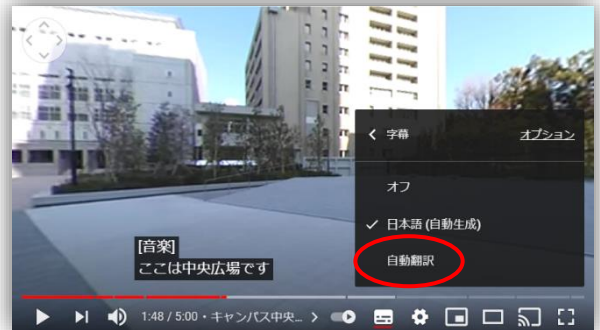 字幕
オプション
オフ
日本語 (自動生成)
自動翻訳
[音楽]
ここは中央広場です
1:48 / 5:00・キャンパス中央...